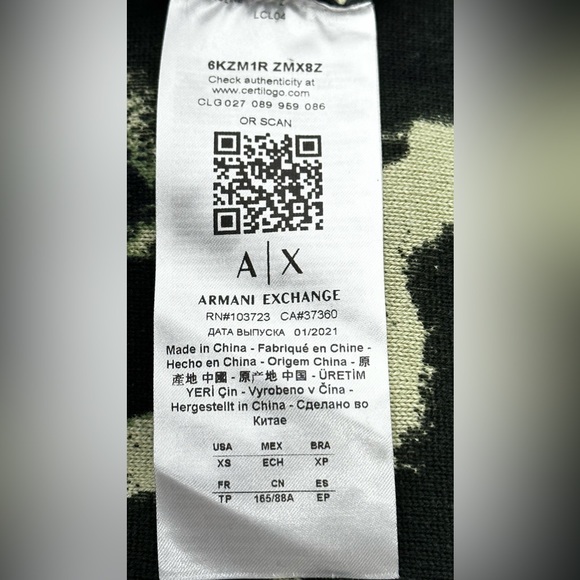 LCL04
6KZM1R ZMX8Z
Check authenticity at
www.certilogo.com
CLG 027 089 959 086
OR SCAN
A|X
ARMANI EXCHANGE
RN#103723 CA#37360
ДАТА ВЫПУСКА 01/2021
Made in China - Fabriqué en Chine -
Hecho en China - Origem China - 原
產地 中國 - 原产地 中国 - ÜRETİM
YERİ Çin - Vyrobeno v Čína -
Hergestellt in China - Сделано во
Китае
USA MEX BRA
XS ECH XP
FR CN ES
TP 165/88A EP